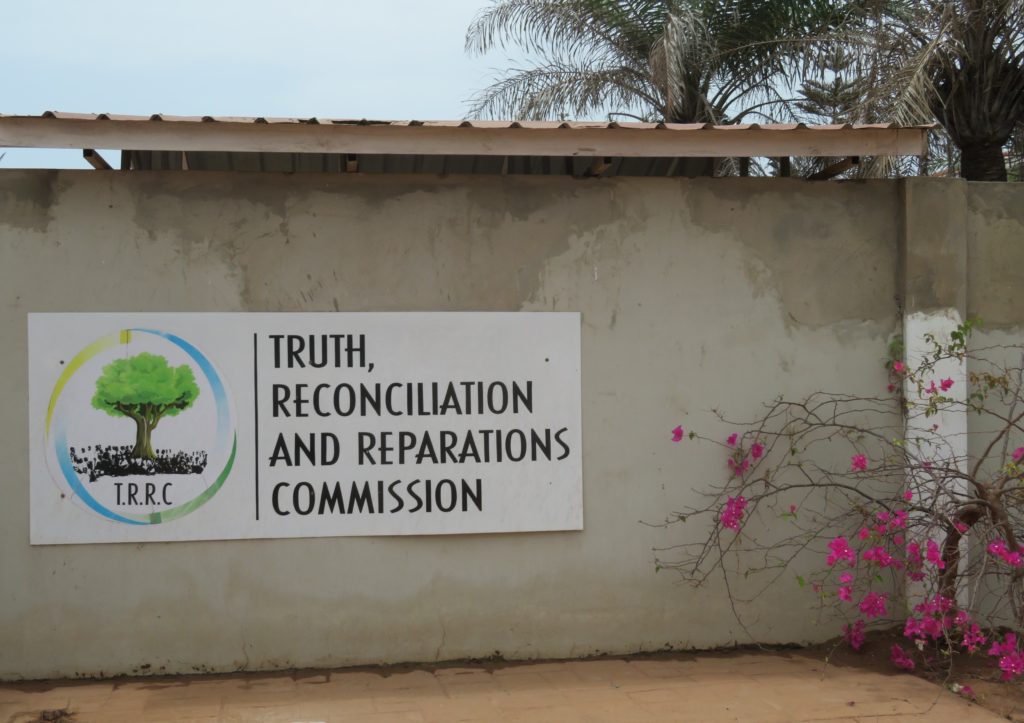 T.R.R.C
TRUTH,
RECONCILIATION
AND REPARATIONS
COMMISSION